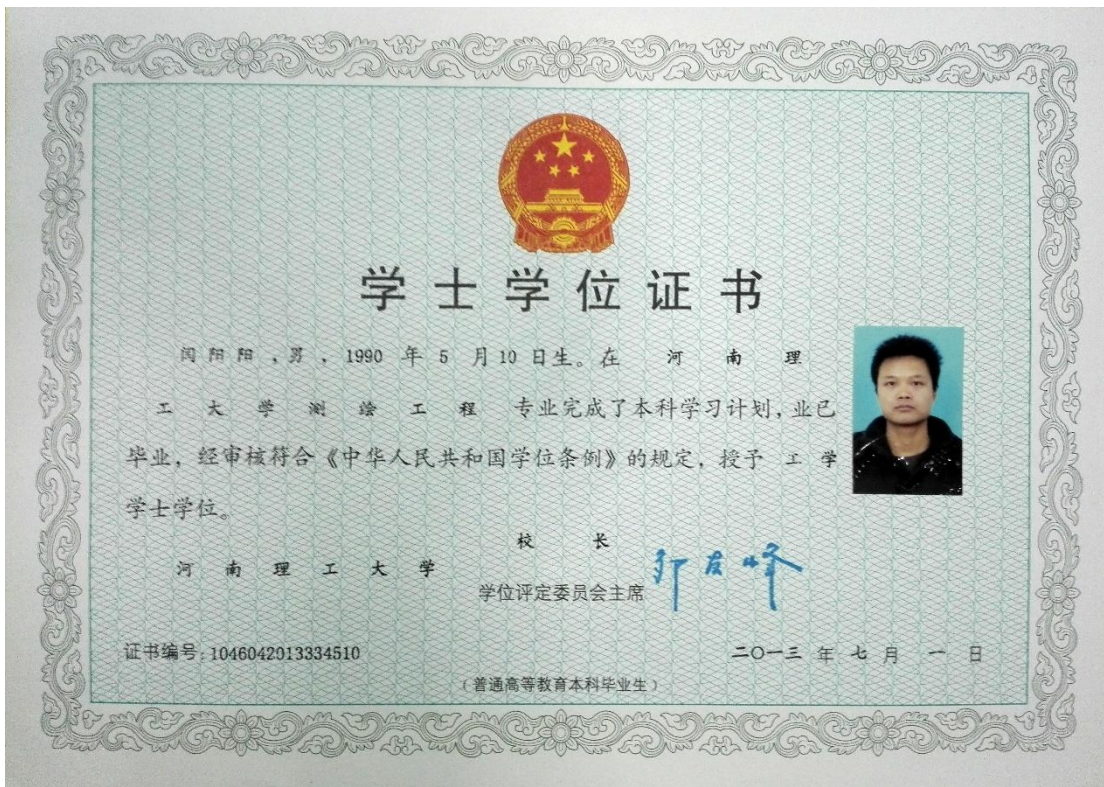 学士学位证书
闫阳阳,男,1990 年 5 月10 日生。在 河 南 理
工 大 学 测 绘 工 程 专业完成了本科学习计划,业已
毕业,经审核符合《中华人民共和国学位条例》的规定,授予 工 学
学士学位。
校 长
河 南 理 工 大 学
学位评定委员会主席
邹友峰
证书编号:1046042013334510
二〇一三 年 七 月 一 日
(普通高等教育本科毕业生)